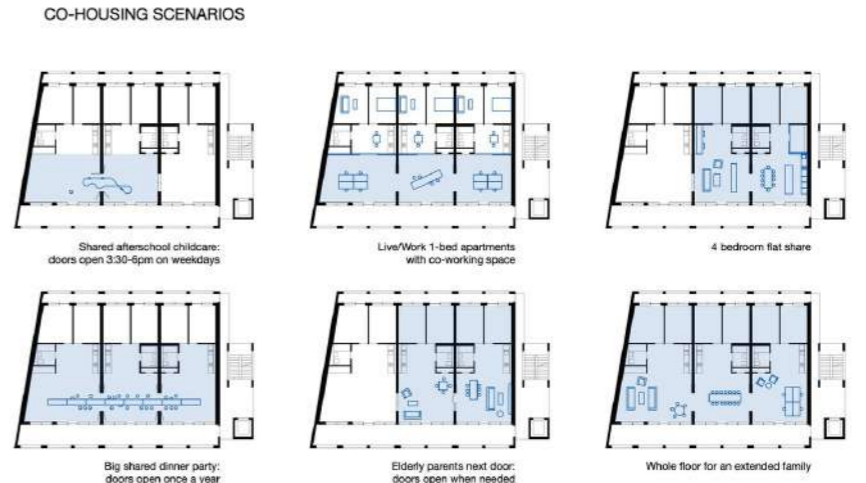 CO-HOUSING SCENARIOS
Shared afterschool childcare:
doors open 3:30-6pm on weekdays
Live/Work 1-bed apartments
with co-working space
4 bedroom flat share
Big shared dinner party:
doors open once a year
Elderly parents next door:
doors open when needed
Whole floor for an extended family